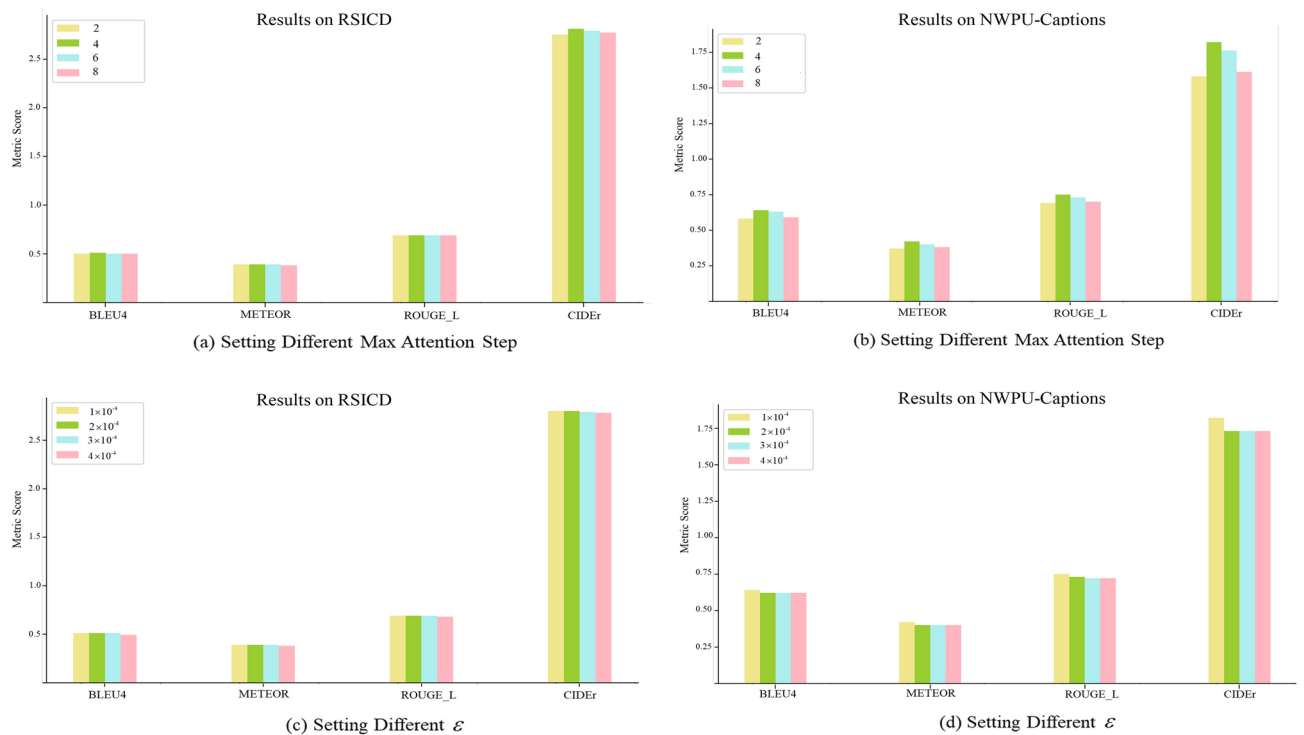 Results on RSICD
2
4
6
8
2.5
2.0
1.5
1.0
0.5
Metric Score
BLEU4 METEOR ROUGE_L CIDEr
(a) Setting Different Max Attention Step
Results on NWPU-Captions
2
4
6
8
1.75
1.50
1.25
1.00
0.75
0.50
0.25
Metric Score
BLEU4 METEOR ROUGE_L CIDEr
(b) Setting Different Max Attention Step
Results on RSICD
1×10⁻⁴
2×10⁻⁴
3×10⁻⁴
4×10⁻⁴
2.5
2.0
1.5
1.0
0.5
Metric Score
BLEU4 METEOR ROUGE_L CIDEr
(c) Setting Different ε
Results on NWPU-Captions
1×10⁻⁴
2×10⁻⁴
3×10⁻⁴
4×10⁻⁴
1.75
1.50
1.25
1.00
0.75
0.50
0.25
Metric Score
BLEU4 METEOR ROUGE_L CIDEr
(d) Setting Different ε